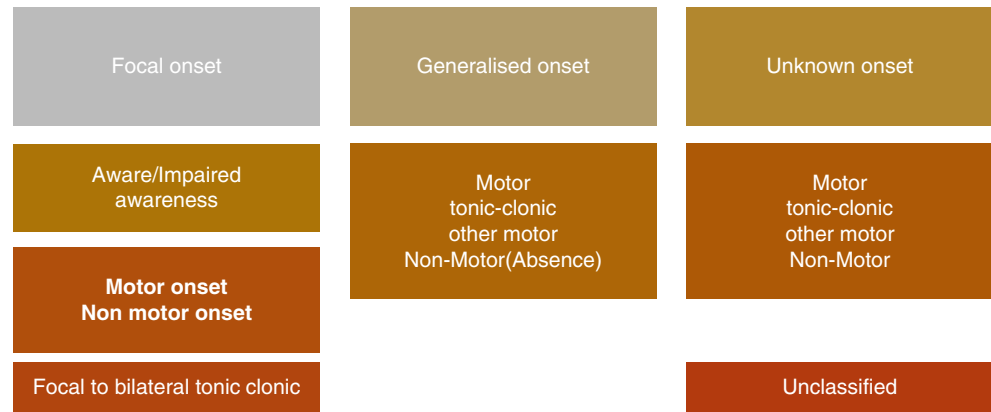 Focal onset
Generalised onset
Unknown onset
Aware/Impaired
awareness
Motor onset
Non motor onset
Focal to bilateral tonic clonic
Motor
tonic-clonic
other motor
Non-Motor(Absence)
Motor
tonic-clonic
other motor
Non-Motor
Unclassified